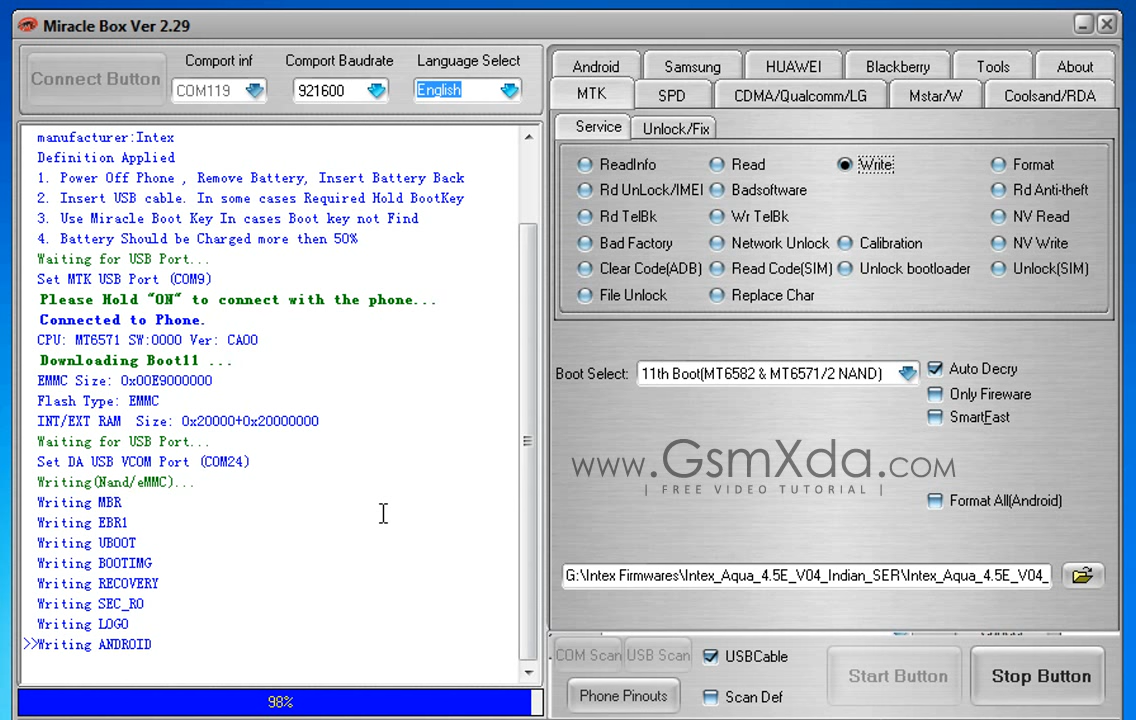 Miracle Box Ver 2.29
Connect Button
Comport inf
Comport Baudrate
Language Select
COM119
921600
English
manufacturer:Intex
Definition Applied
1. Power Off Phone , Remove Battery, Insert Battery Back
2. Insert USB cable. In some cases Required Hold BootKey
3. Use Miracle Boot Key In cases Boot key not Find
4. Battery Should be Charged more then 50%
Waiting for USB Port...
Set MTK USB Port (COM9)
Please Hold "ON" to connect with the phone...
Connected to Phone.
CPU: MT6571 SW:0000 Ver: CA00
Downloading Boot11 ...
EMMC Size: 0x00E9000000
Flash Type: EMMC
INT/EXT RAM Size: 0x20000+0x20000000
Waiting for USB Port...
Set DA USB VCOM Port (COM24)
Writing(Nand/eMMC)...
Writing MBR
Writing EBR1
Writing UBOOT
Writing BOOTIMG
Writing RECOVERY
Writing SEC_RO
Writing LOGO
>>Writing ANDROID
98%
Android Samsung HUAWEI Blackberry Tools About
MTK SPD CDMA/Qualcomm/LG Mstar/W Coolsand/RDA
Service Unlock/Fix
ReadInfo Read Write Format
Rd UnLock/IMEI Badsoftware Rd Anti-theft
Rd TelBk Wr TelBk NV Read
Bad Factory Network Unlock Calibration NV Write
Clear Code(ADB) Read Code(SIM) Unlock bootloader Unlock(SIM)
File Unlock Replace Char
Boot Select: 11th Boot(MT6582 & MT6571/2 NAND) Auto Decry
Only Fireware
SmartEast
www.GsmXda.com
| FREE VIDEO TUTORIAL |
Format All(Android)
G:\Intex Firmwares\Intex_Aqua_4.5E_V04_Indian_SER\Intex_Aqua_4.5E_V04_
COM Scan USB Scan USBCable
Start Button Stop Button
Phone Pinouts Scan Def